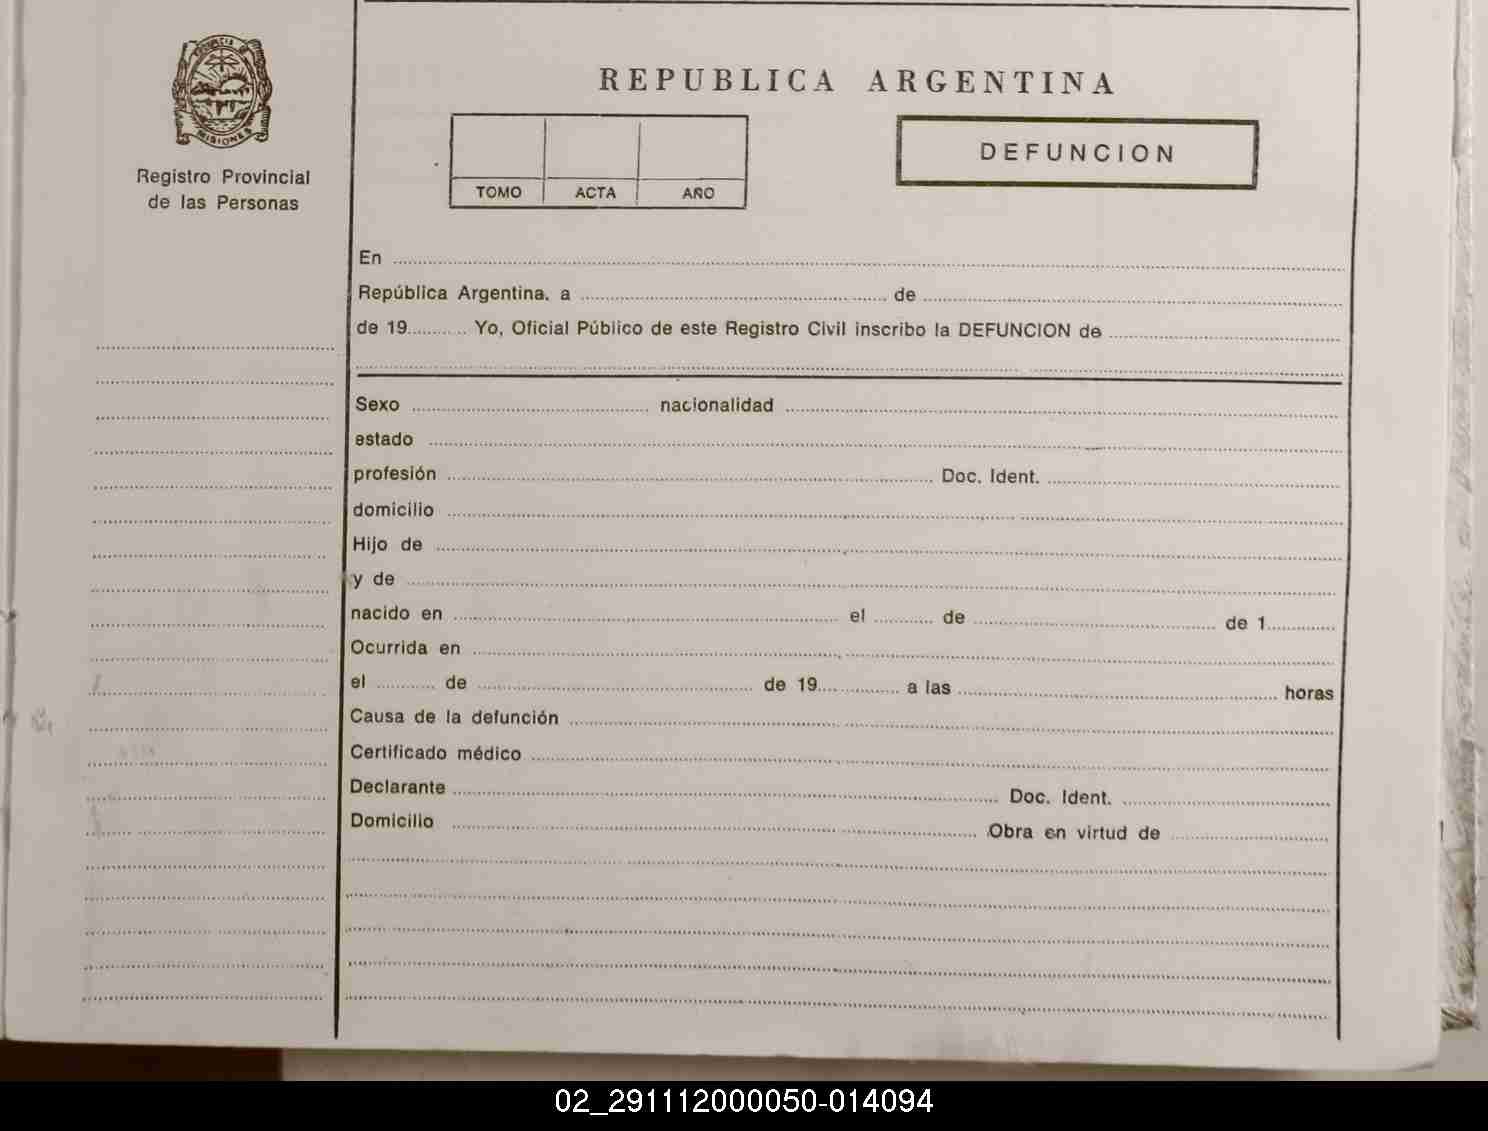 PROVINCIA DE
MISIONES
Registro Provincial
de las Personas
REPUBLICA ARGENTINA
TOMO ACTA AÑO
DEFUNCION
En
República Argentina, a de
de 19 Yo, Oficial Público de este Registro Civil inscribo la DEFUNCION de
Sexo nacionalidad
estado
profesión Doc. Ident.
domicilio
Hijo de
y de
nacido en el de de 1
Ocurrida en
el de de 19 a las horas
Causa de la defunción
Certificado médico
Declarante Doc. Ident.
Domicilio Obra en virtud de
02_291112000050-014094